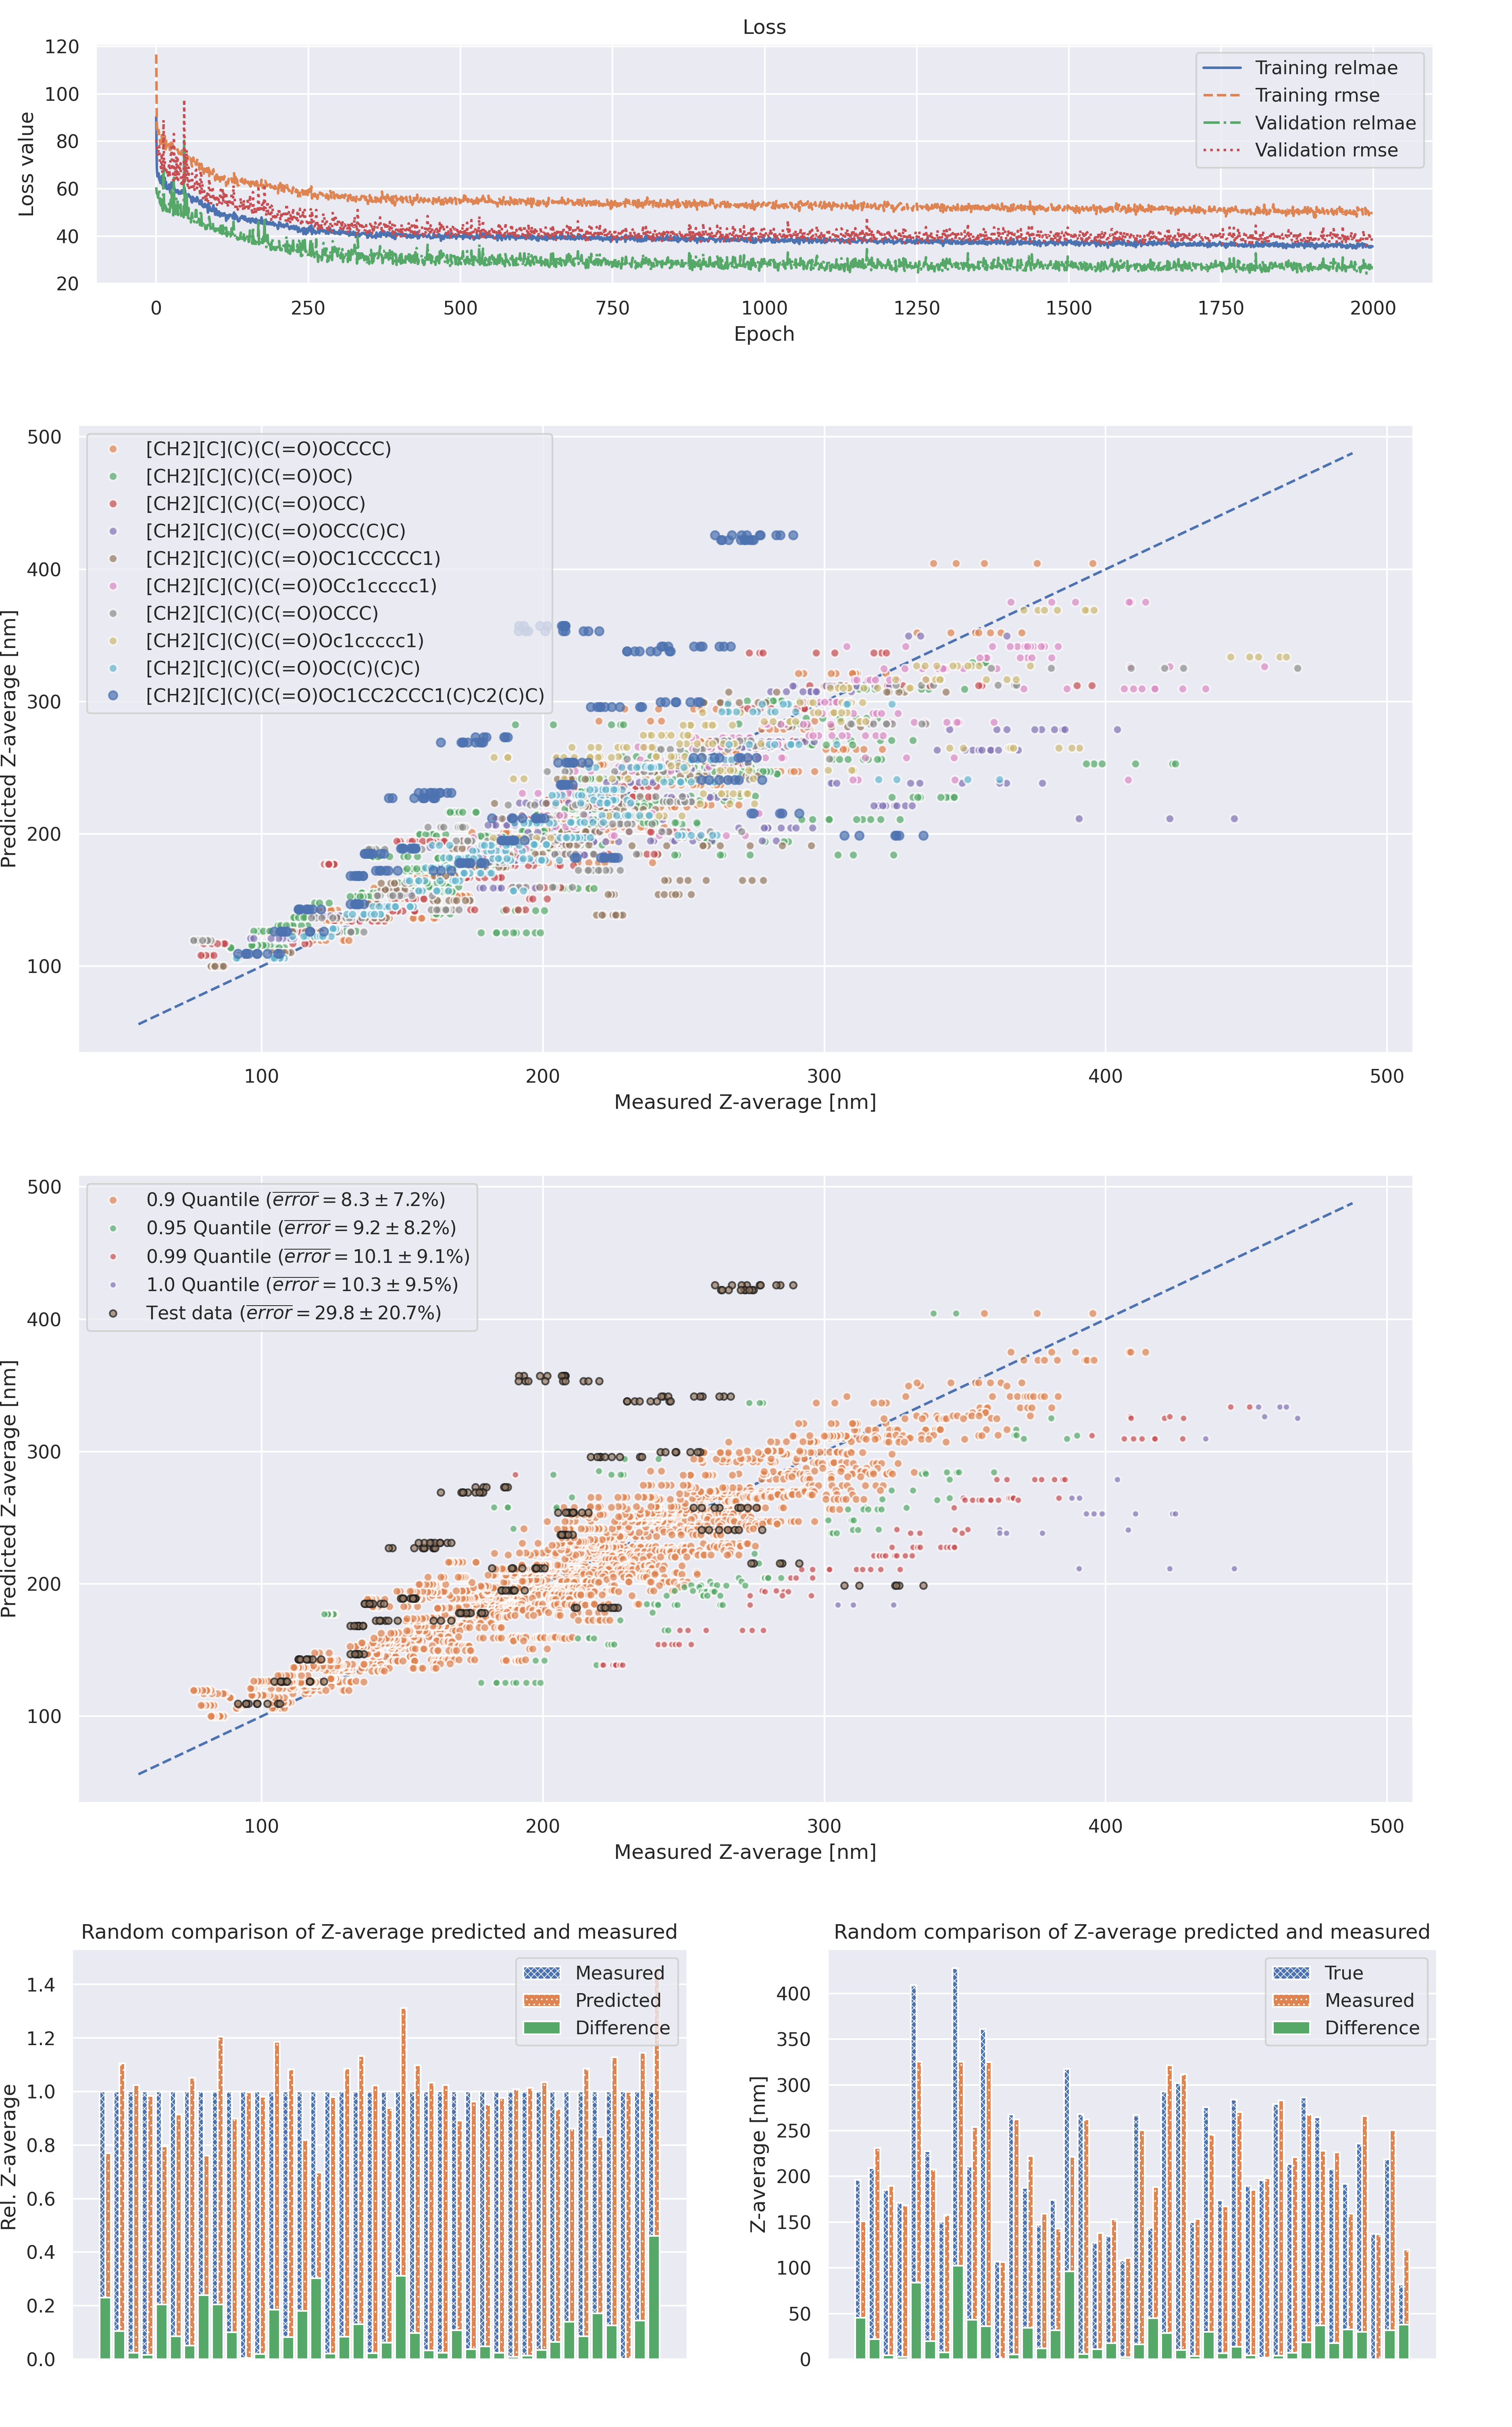 Loss
120
100
80
60
40
20
Loss value
Training relmae
Training rmse
Validation relmae
Validation rmse
0 250 500 750 1000 1250 1500 1750 2000
Epoch
500
400
300
200
100
Predicted Z-average [nm]
[CH2][C](C)(C(=O)OCCCC)
[CH2][C](C)(C(=O)OC)
[CH2][C](C)(C(=O)OCC)
[CH2][C](C)(C(=O)OCC(C)C)
[CH2][C](C)(C(=O)OC1CCCCC1)
[CH2][C](C)(C(=O)OCc1ccccc1)
[CH2][C](C)(C(=O)OCCC)
[CH2][C](C)(C(=O)Oc1ccccc1)
[CH2][C](C)(C(=O)OC(C)(C)C)
[CH2][C](C)(C(=O)OC1CC2CCC1(C)C2(C)C)
100 200 300 400 500
Measured Z-average [nm]
500
400
300
200
100
Predicted Z-average [nm]
0.9 Quantile (error = 8.3 ± 7.2%)
0.95 Quantile (error = 9.2 ± 8.2%)
0.99 Quantile (error = 10.1 ± 9.1%)
1.0 Quantile (error = 10.3 ± 9.5%)
Test data (error = 29.8 ± 20.7%)
100 200 300 400 500
Measured Z-average [nm]
Random comparison of Z-average predicted and measured
1.4
1.2
1.0
0.8
0.6
0.4
0.2
0.0
Rel. Z-average
Measured
Predicted
Difference
Random comparison of Z-average predicted and measured
400
350
300
250
200
150
100
50
0
Z-average [nm]
True
Measured
Difference